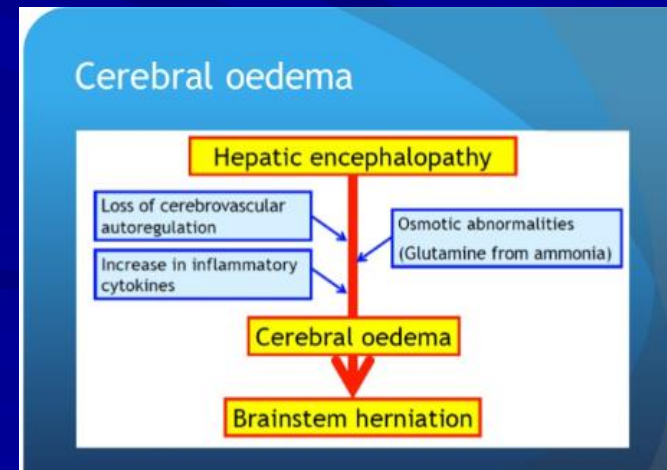 Cerebral oedema
Hepatic encephalopathy
Loss of cerebrovascular
autoregulation
Osmotic abnormalities
(Glutamine from ammonia)
Increase in inflammatory
cytokines
Cerebral oedema
Brainstem herniation